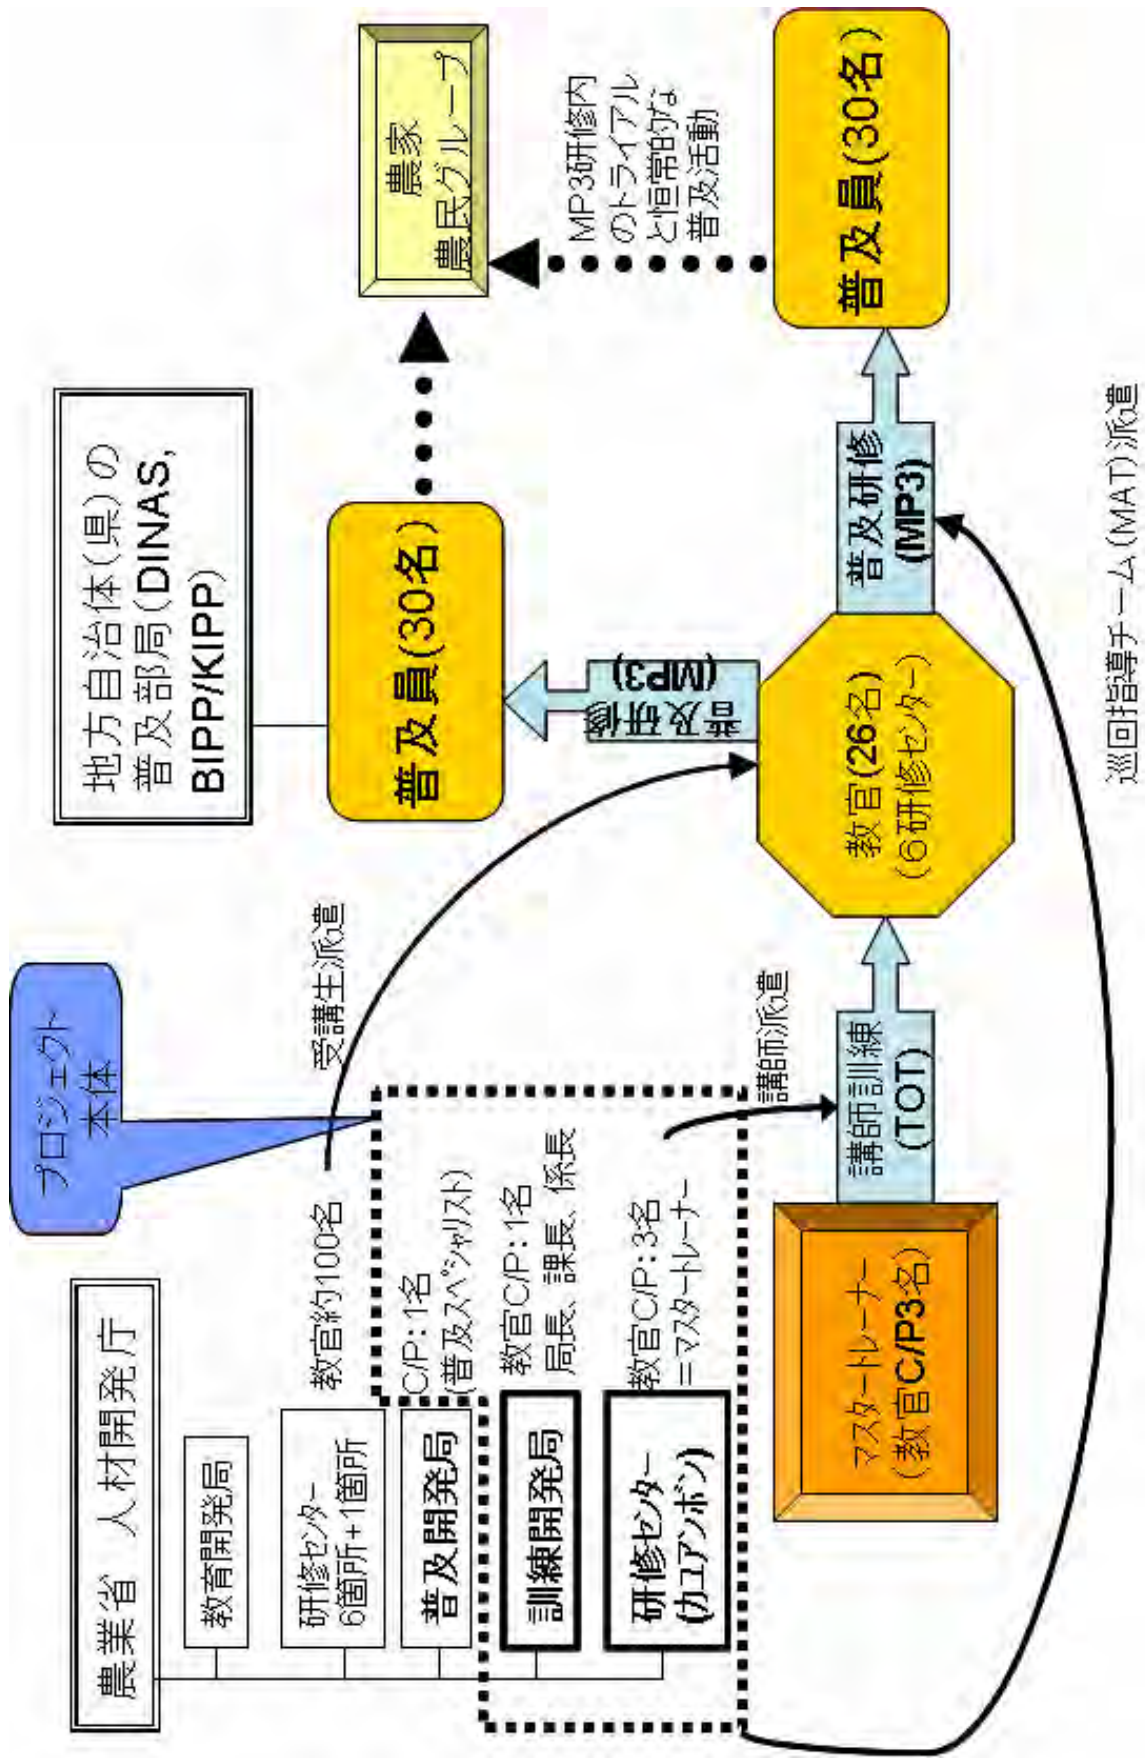 プロジェクト
本体
農業省 人材開発庁
教育開発局
研修センター
6箇所+1箇所
教官約100名
受講生派遣
普及開発局
C/P:1名
(普及スペシャリスト)
訓練開発局
教官C/P:1名
局長、課長、係長
研修センター
(カユアンボン)
教官C/P:3名
=マスタートレーナー
講師派遣
地方自治体(県)の
普及部局(DINAS,
BIPP/KIPP)
普及員(30名)
農家
農民グループ
普及研修
(MP3)
MP3研修内
のトライアル
と恒常的な
普及活動
マスタートレーナー
(教官C/P3名)
講師訓練
(TOT)
教官(26名)
(6研修センター)
普及研修
(MP3)
普及員(30名)
巡回指導チーム(MAT)派遣